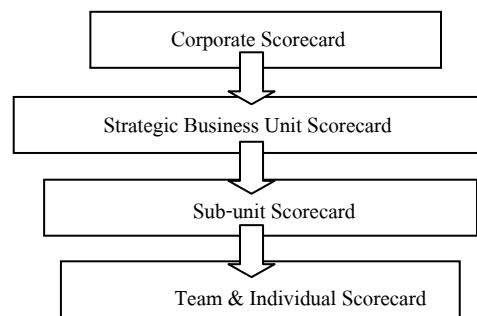 Corporate Scorecard
Strategic Business Unit Scorecard
Sub-unit Scorecard
Team & Individual Scorecard